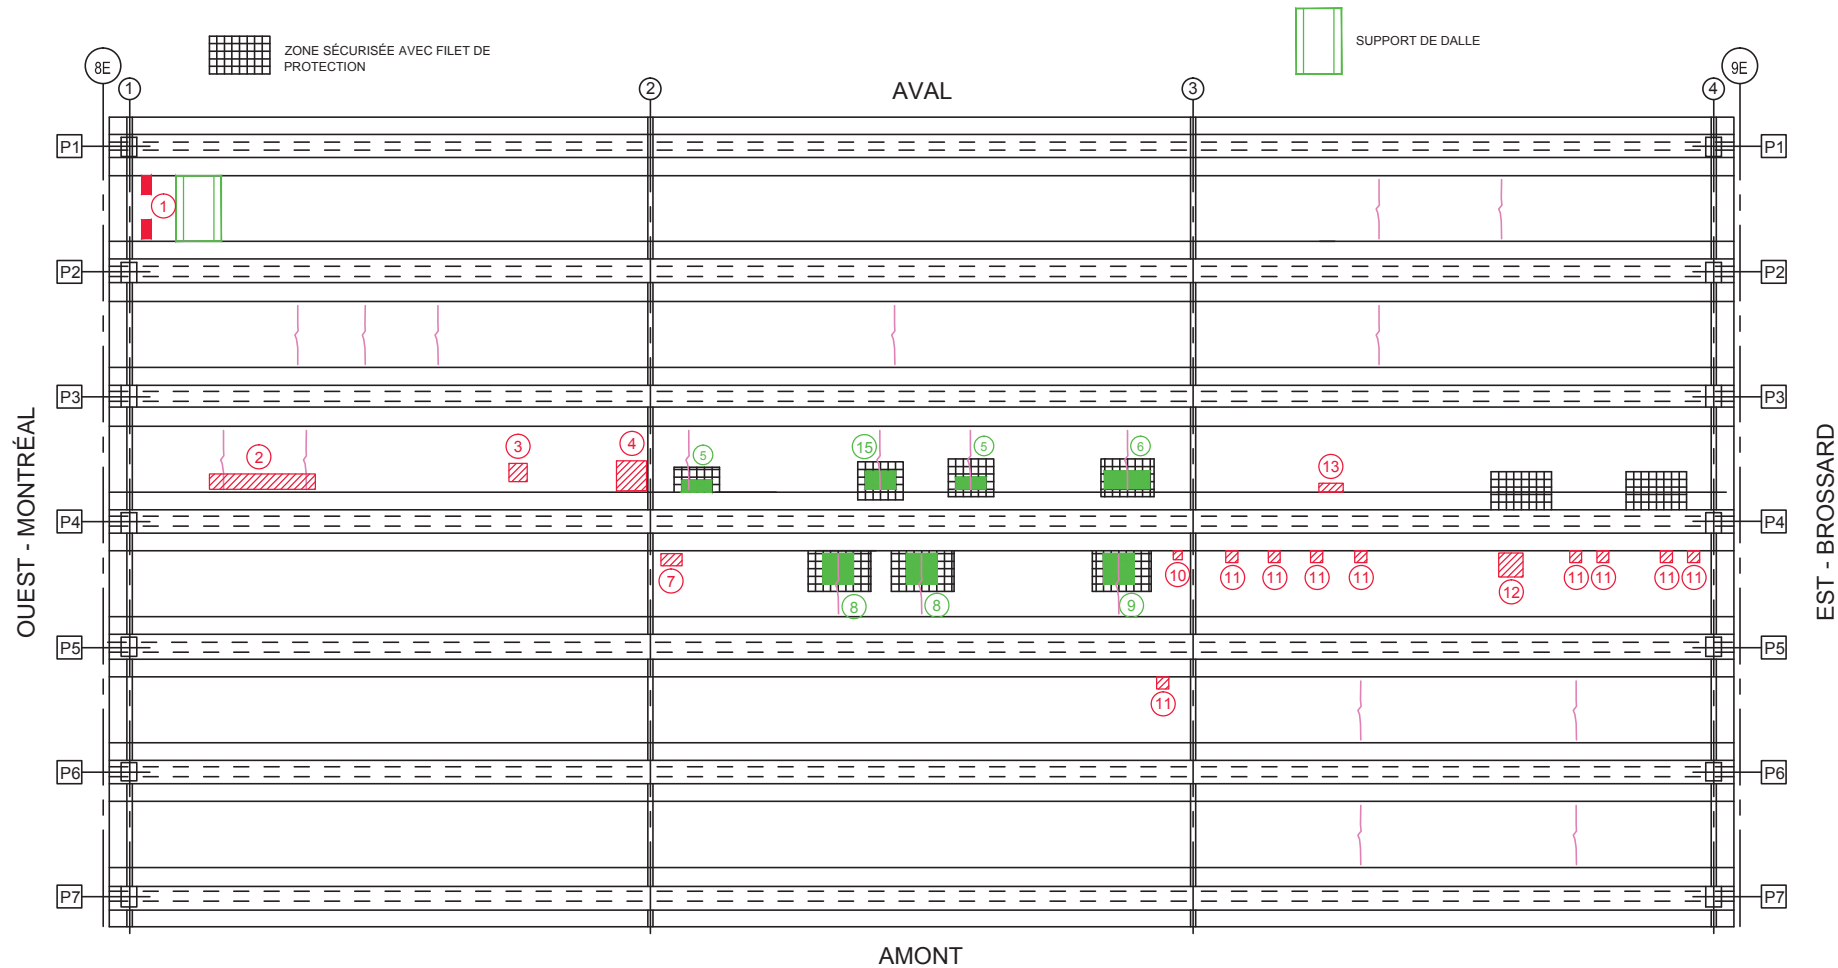 ZONE SÉCURISÉE AVEC FILET DE
PROTECTION
SUPPORT DE DALLE
8E
9E
1
2
3
4
AVAL
P1
P1
1
P2
P2
P3
P3
2
3
4
5
15
5
6
13
OUEST - MONTRÉAL
EST - BROSSARD
P4
P4
7
8
8
9
10
11
11
11
11
12
11
11
11
11
P5
P5
11
P6
P6
P7
P7
AMONT